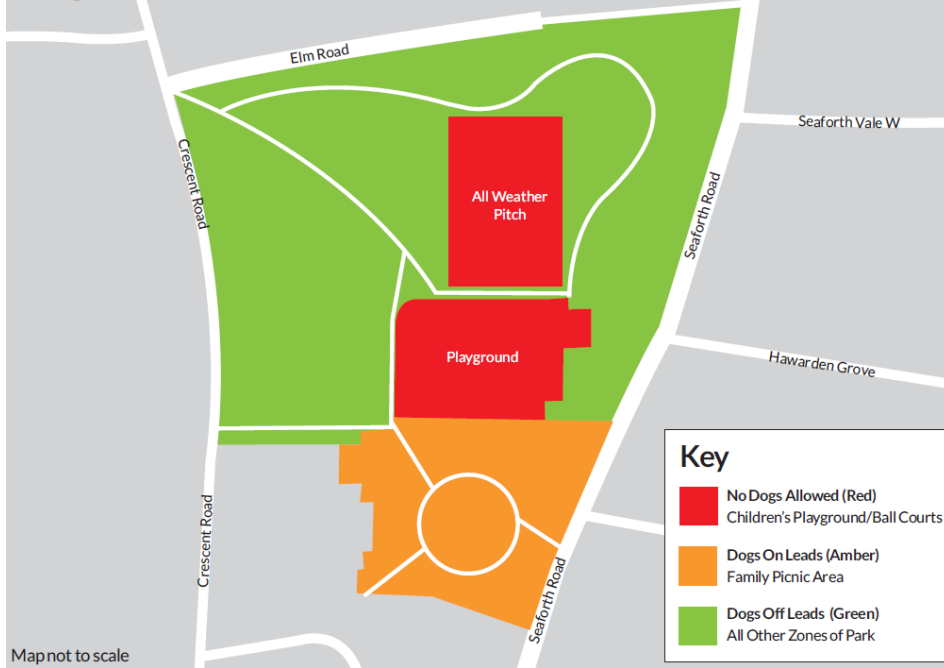 Elm Road
Crescent Road
Seaforth Vale W
All Weather
Pitch
Seaforth Road
Playground
Hawarden Grove
Crescent Road
Seaforth Road
Key
No Dogs Allowed (Red)
Children's Playground/Ball Courts
Dogs On Leads (Amber)
Family Picnic Area
Dogs Off Leads (Green)
All Other Zones of Park
Map not to scale